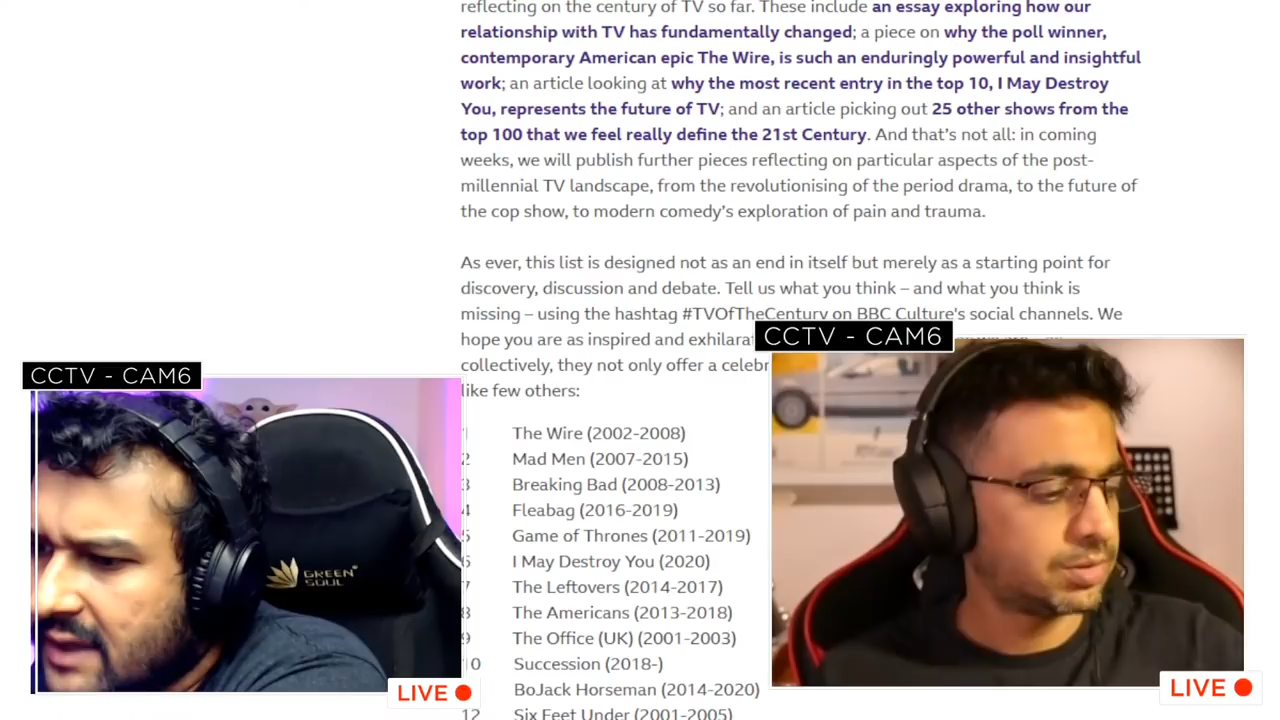 reflecting on the century of TV so far. These include an essay exploring how our
relationship with TV has fundamentally changed; a piece on why the poll winner,
contemporary American epic The Wire, is such an enduringly powerful and insightful
work; an article looking at why the most recent entry in the top 10, I May Destroy
You, represents the future of TV; and an article picking out 25 other shows from the
top 100 that we feel really define the 21st Century. And that's not all: in coming
weeks, we will publish further pieces reflecting on particular aspects of the post-
millennial TV landscape, from the revolutionising of the period drama, to the future of
the cop show, to modern comedy's exploration of pain and trauma.
As ever, this list is designed not as an end in itself but merely as a starting point for
discovery, discussion and debate. Tell us what you think – and what you think is
missing – using the hashtag #TVOfTheCentury on BBC Culture's social channels. We
hope you are as inspired and
collectively, they not only offer a
like few others:
CCTV - CAM6
CCTV - CAM6
The Wire (2002-2008)
2 Mad Men (2007-2015)
3 Breaking Bad (2008-2013)
Fleabag (2016-2019)
Game of Thrones (2011-2019)
I May Destroy You (2020)
The Leftovers (2014-2017)
The Americans (2013-2018)
The Office (UK) (2001-2003)
10 Succession (2018-)
BoJack Horseman (2014-2020)
12 Six Feet Under (2001-2005)
GREEN
SOUL
LIVE
LIVE